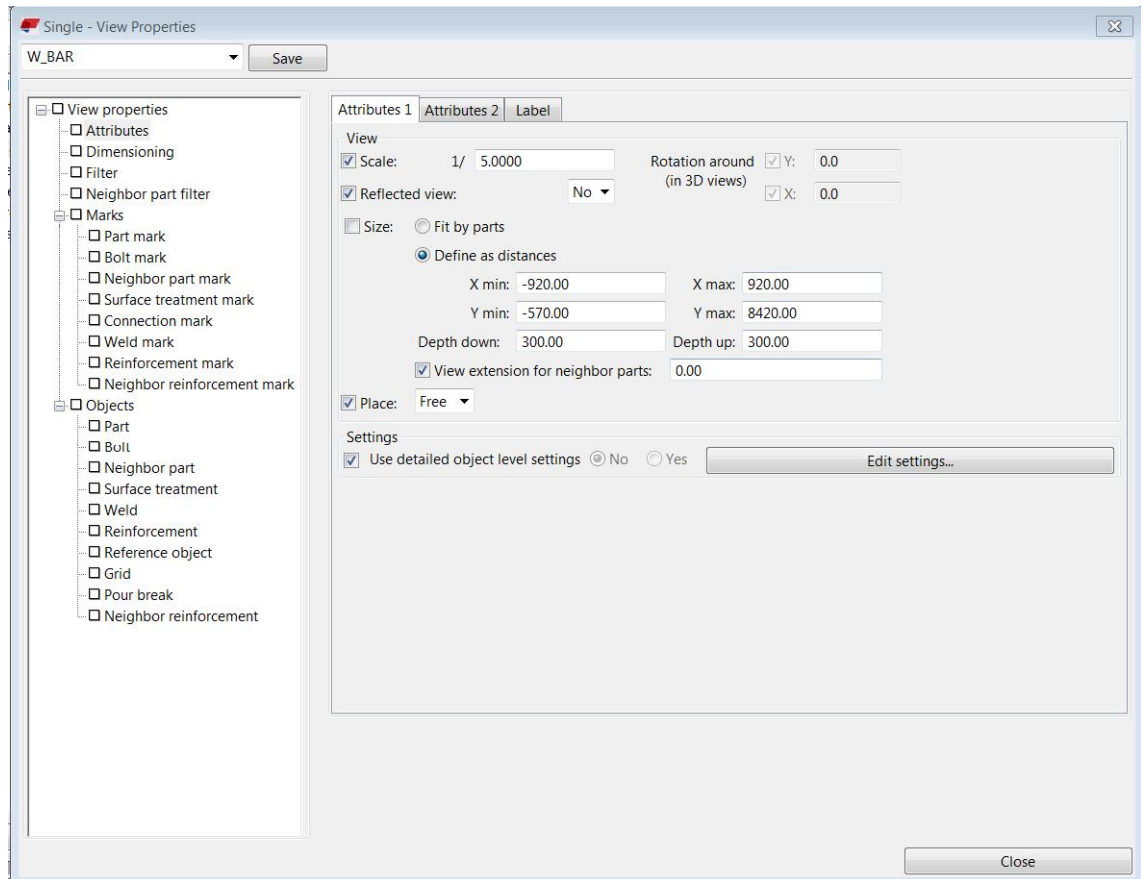 Single - View Properties
W_BAR
Save
View properties
Attributes
Dimensioning
Filter
Neighbor part filter
Marks
Part mark
Bolt mark
Neighbor part mark
Surface treatment mark
Connection mark
Weld mark
Reinforcement mark
Neighbor reinforcement mark
Objects
Part
Bolt
Neighbor part
Surface treatment
Weld
Reinforcement
Reference object
Grid
Pour break
Neighbor reinforcement
Attributes 1 Attributes 2 Label
View
Scale: 1/ 5.0000 Rotation around Y: 0.0
(in 3D views)
Reflected view: No X: 0.0
Size: Fit by parts
Define as distances
X min: -920.00 X max: 920.00
Y min: -570.00 Y max: 8420.00
Depth down: 300.00 Depth up: 300.00
View extension for neighbor parts: 0.00
Place: Free
Settings
Use detailed object level settings No Yes Edit settings...
Close